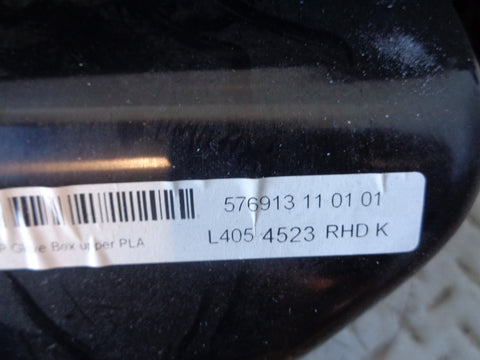 576913 11 01 01
Glove Box upper PLA
L405 4523 RHD K